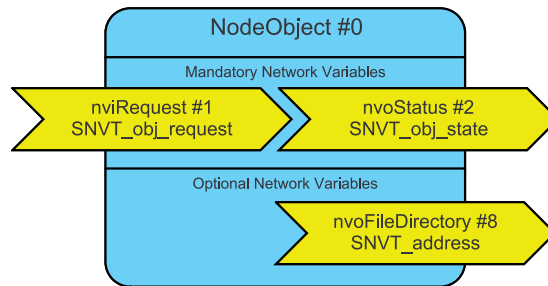 NodeObject #0
Mandatory Network Variables
nviRequest #1
SNVT_obj_request
nvoStatus #2
SNVT_obj_state
Optional Network Variables
nvoFileDirectory #8
SNVT_address